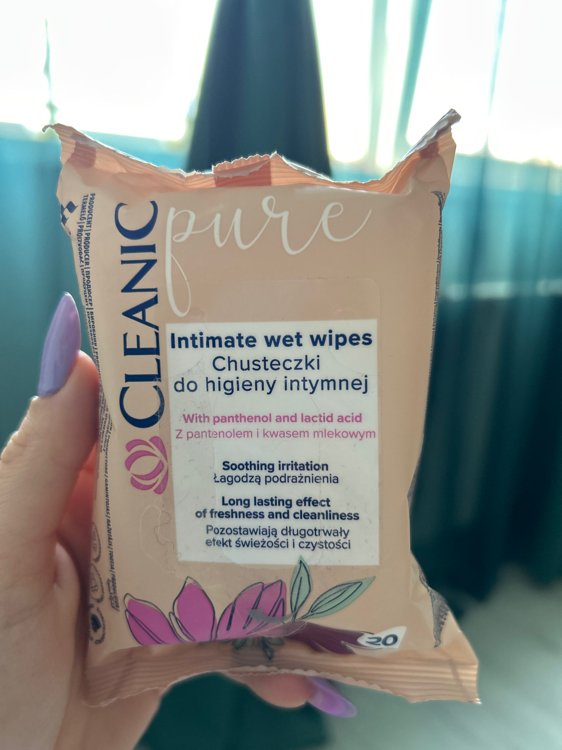 CLEANIC
pure
Intimate wet wipes
Chusteczki
do higieny intymnej
With panthenol and lactid acid
Z pantenolem i kwasem mlekowym
Soothing irritation
Łagodzą podrażnienia
Long lasting effect
of freshness and cleanliness
Pozostawiają długotrwały
efekt świeżości i czystości
20